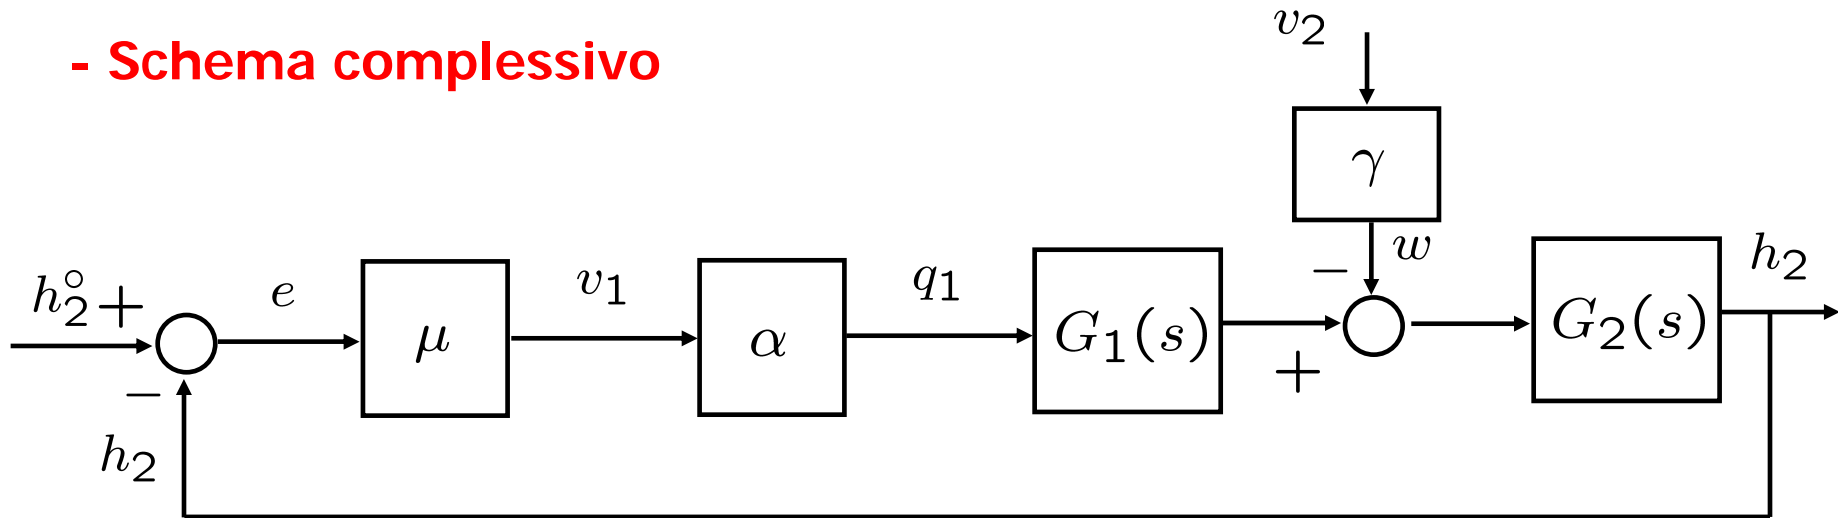 v₂
- Schema complessivo
γ
h₂° + e μ v₁ α q₁ G₁(s) + − w G₂(s) h₂
−
h₂